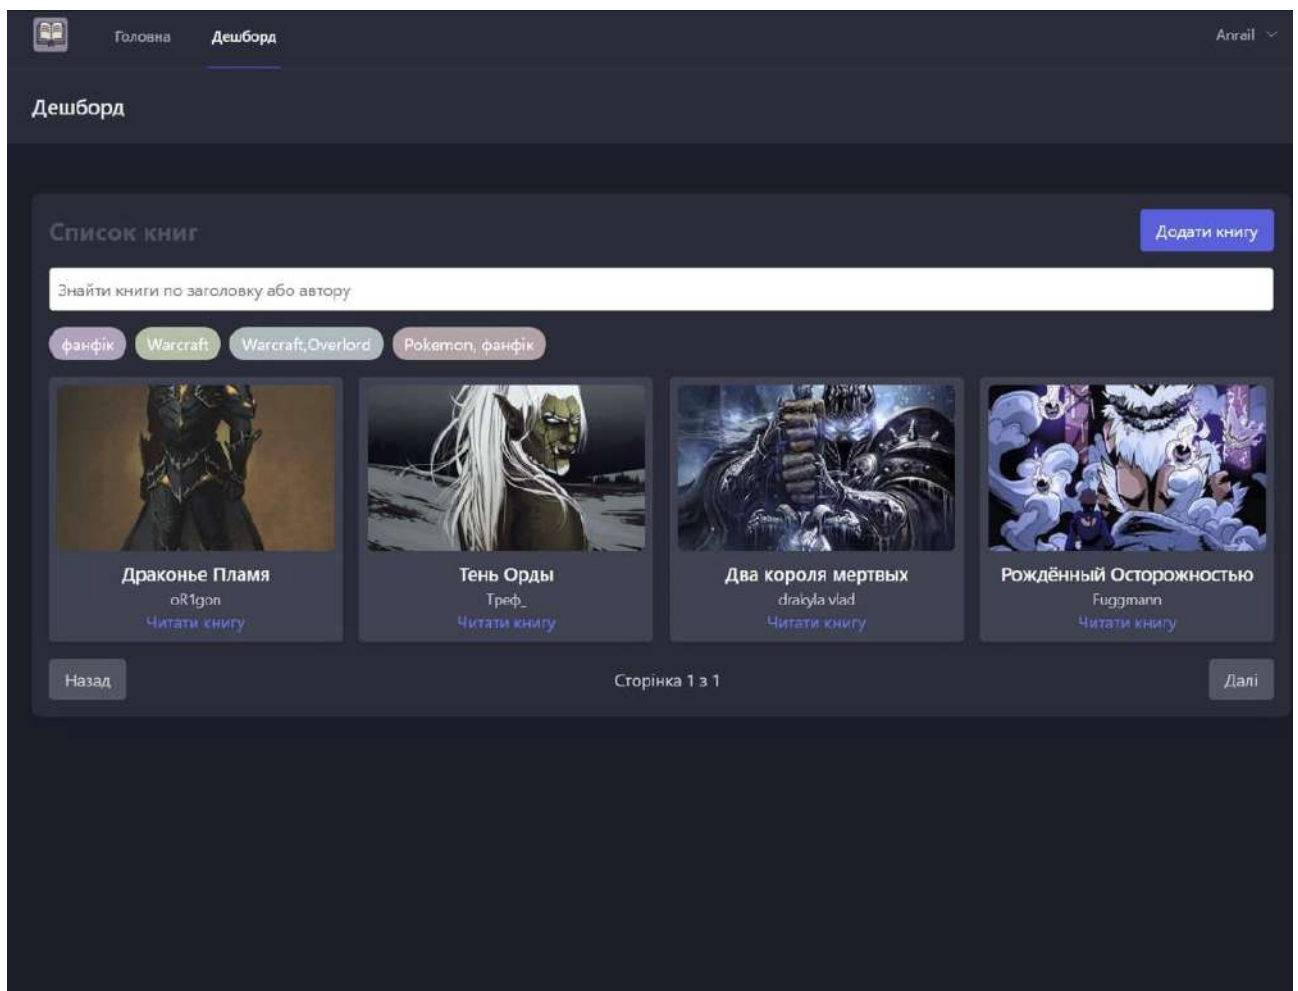 Головна Дешборд Anrail
Дешборд
Список книг Додати книгу
Знайти книги по заголовку або автору
фанфік Warcraft Warcraft,Overlord Pokemon, фанфік
Драконье Пламя Тень Орды Два короля мертвых Рождённый Осторожностью
oR1gon Треф_ drakyla vlad Fuggmann
Читати книгу Читати книгу Читати книгу Читати книгу
Назад Сторінка 1 з 1 Далі